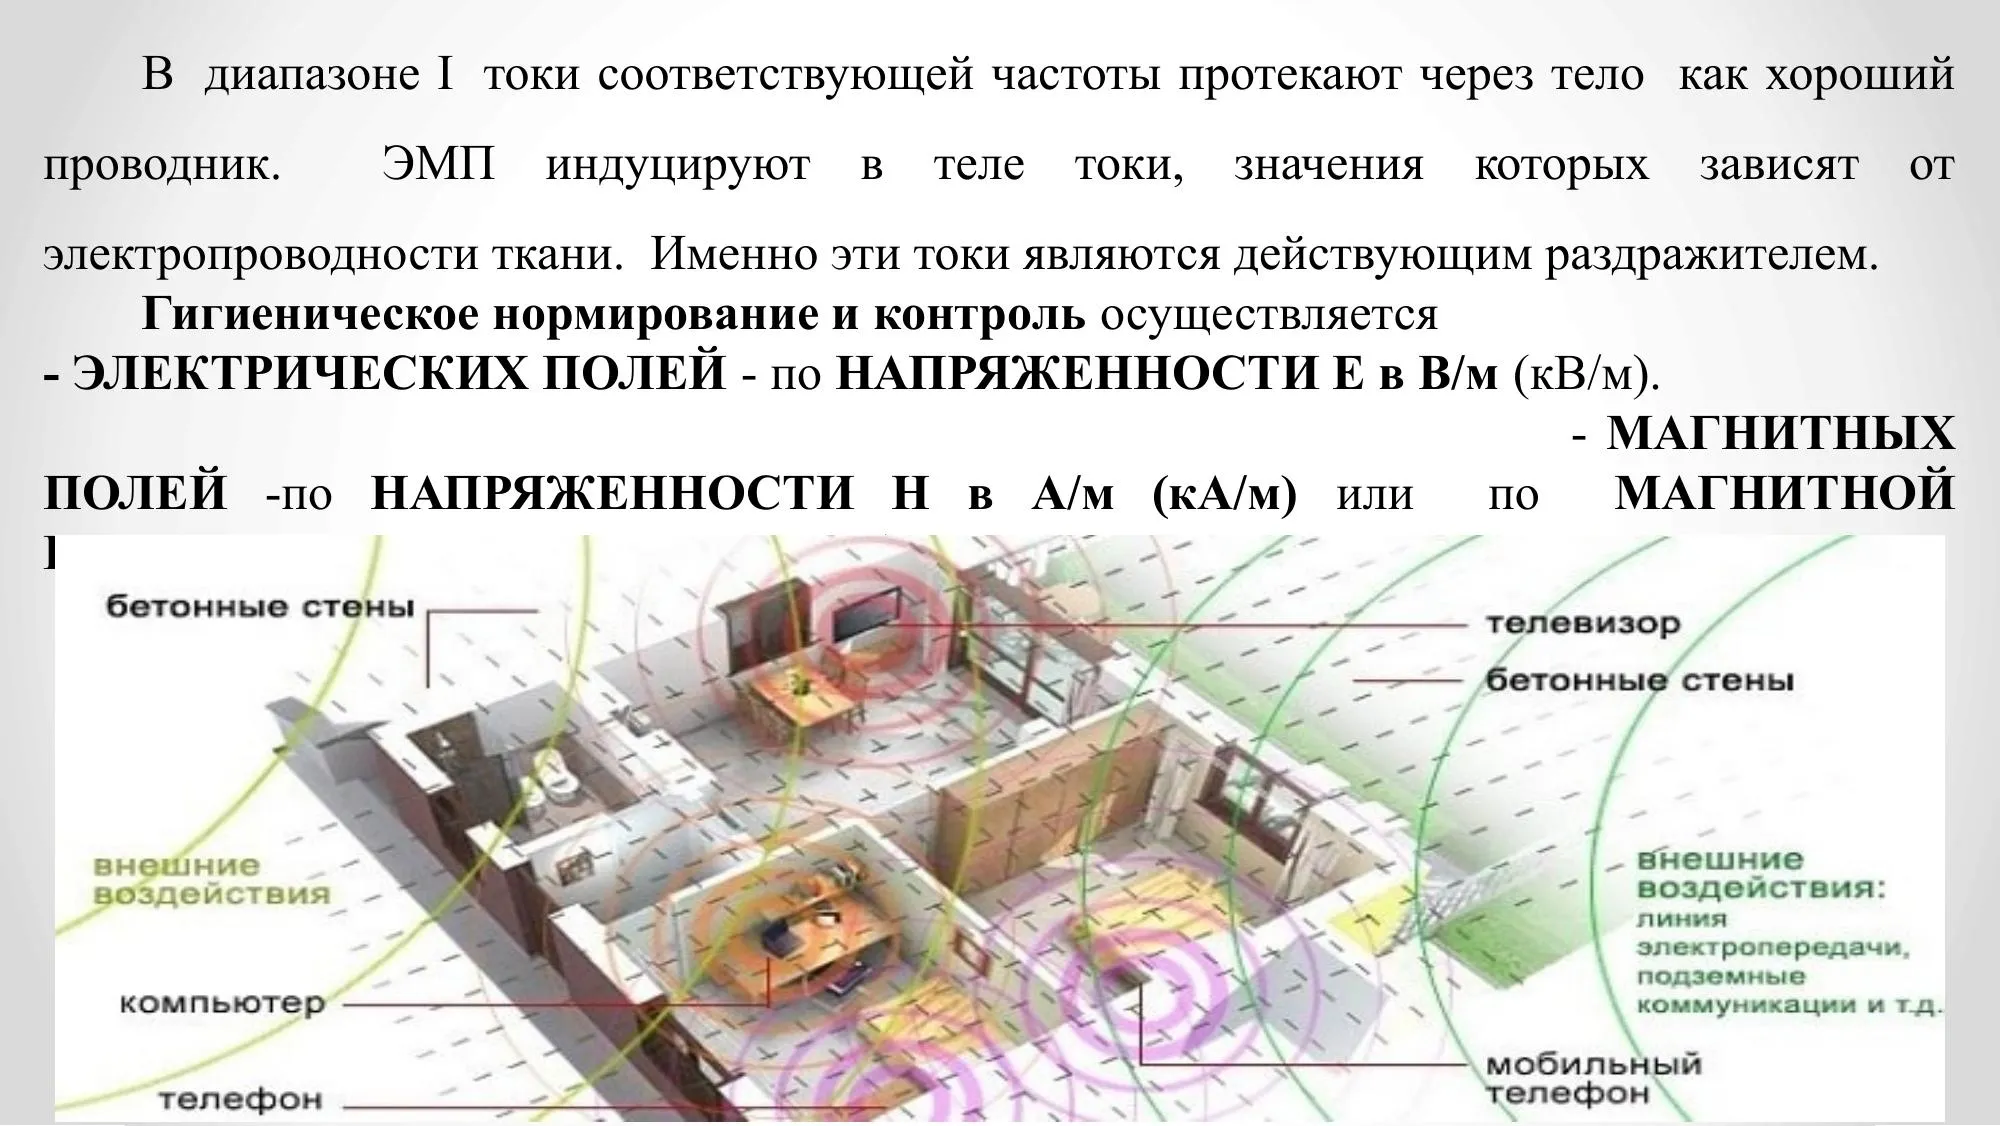 В диапазоне I токи соответствующей частоты протекают через тело как хороший
проводник. ЭМП индуцируют в теле токи, значения которых зависят от
электропроводности ткани. Именно эти токи являются действующим раздражителем.
Гигиеническое нормирование и контроль осуществляется
- ЭЛЕКТРИЧЕСКИХ ПОЛЕЙ - по НАПРЯЖЕННОСТИ Е в В/м (кВ/м).
- МАГНИТНЫХ
ПОЛЕЙ -по НАПРЯЖЕННОСТИ Н в А/м (кА/м) или по МАГНИТНОЙ
бетонные стены
телевизор
бетонные стены
внешние
воздействия
внешние
воздействия:
линия
электропередачи,
подземные
коммуникации и т.д.
компьютер
мобильный
телефон
телефон